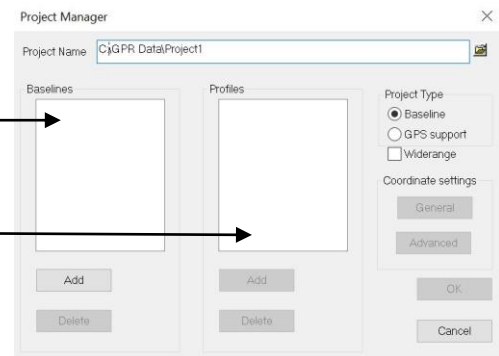 Project Manager
Project Name C:\GPR Data\Project1
Baselines
Profiles
Project Type
Baseline
GPS support
Widerange
Coordinate settings
General
Advanced
Add
Add
OK
Delete
Delete
Cancel